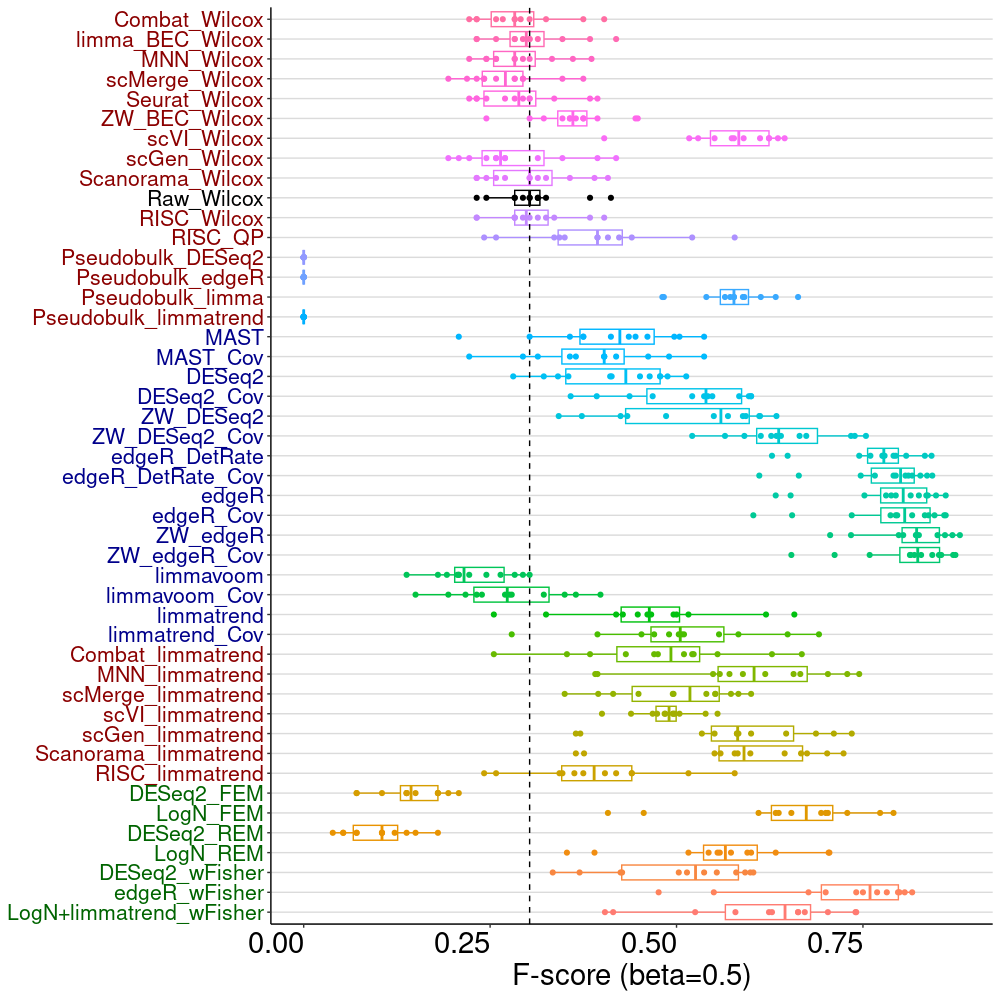 Combat_Wilcox
limma_BEC_Wilcox
MNN_Wilcox
scMerge_Wilcox
Seurat_Wilcox
ZW_BEC_Wilcox
scVI_Wilcox
scGen_Wilcox
Scanorama_Wilcox
Raw_Wilcox
RISC_Wilcox
RISC_QP
Pseudobulk_DESeq2
Pseudobulk_edgeR
Pseudobulk_limma
Pseudobulk_limmatrend
MAST
MAST_Cov
DESeq2
DESeq2_Cov
ZW_DESeq2
ZW_DESeq2_Cov
edgeR_DetRate
edgeR_DetRate_Cov
edgeR
edgeR_Cov
ZW_edgeR
ZW_edgeR_Cov
limmavoom
limmavoom_Cov
limmatrend
limmatrend_Cov
Combat_limmatrend
MNN_limmatrend
scMerge_limmatrend
scVI_limmatrend
scGen_limmatrend
Scanorama_limmatrend
RISC_limmatrend
DESeq2_FEM
LogN_FEM
DESeq2_REM
LogN_REM
DESeq2_wFisher
edgeR_wFisher
LogN+limmatrend_wFisher
0.00 0.25 0.50 0.75
F-score (beta=0.5)